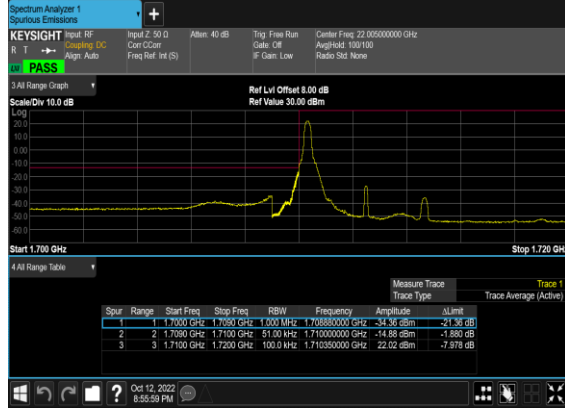 Spectrum Analyzer 1
Spurious Emissions
+
KEYSIGHT Input: RF Input Z: 50 Ω Atten: 40 dB Trig: Free Run Center Freq: 22.005000000 GHz
R T Coupling: DC Corr CCorr Gate: Off Avg|Hold: 100/100
Align: Auto Freq Ref: Int (S) IF Gain: Low Radio Std: None
PASS
3 All Range Graph
Ref Lvl Offset 8.00 dB
Scale/Div 10.0 dB Ref Value 30.00 dBm
Log
20.0
10.0
0.00
-10.0
-20.0
-30.0
-40.0
-50.0
-60.0
Start 1.700 GHz Stop 1.720 GH
4 All Range Table
Measure Trace Trace 1
Trace Type Trace Average (Active)
Spur Range Start Freq Stop Freq RBW Frequency Amplitude ΔLimit
1 1 1.7000 GHz 1.7090 GHz 1.000 MHz 1.708880000 GHz -34.36 dBm -21.36 dB
2 2 1.7090 GHz 1.7100 GHz 51.00 kHz 1.710000000 GHz -14.88 dBm -1.880 dB
3 3 1.7100 GHz 1.7200 GHz 100.0 kHz 1.710350000 GHz 22.02 dBm -7.978 dB
? Oct 12, 2022
8:55:59 PM